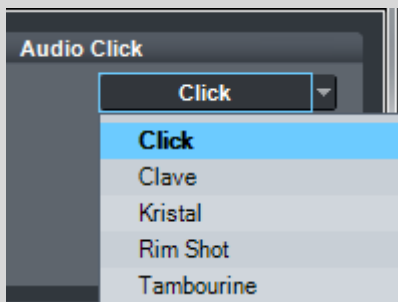 Audio Click
Click
Click
Clave
Kristal
Rim Shot
Tambourine